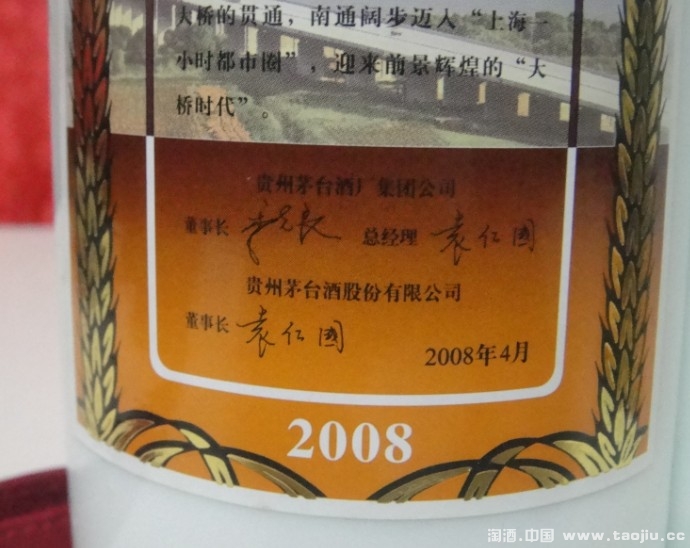 大桥的贯通，南通阔步迈入“上海一
小时都市圈”，迎来前景辉煌的“大
桥时代”。
贵州茅台酒厂集团公司
董事长 季克良 总经理 袁仁国
贵州茅台酒股份有限公司
董事长 袁仁国
2008年4月
2008
淘酒.中国 www.taojiu.cc